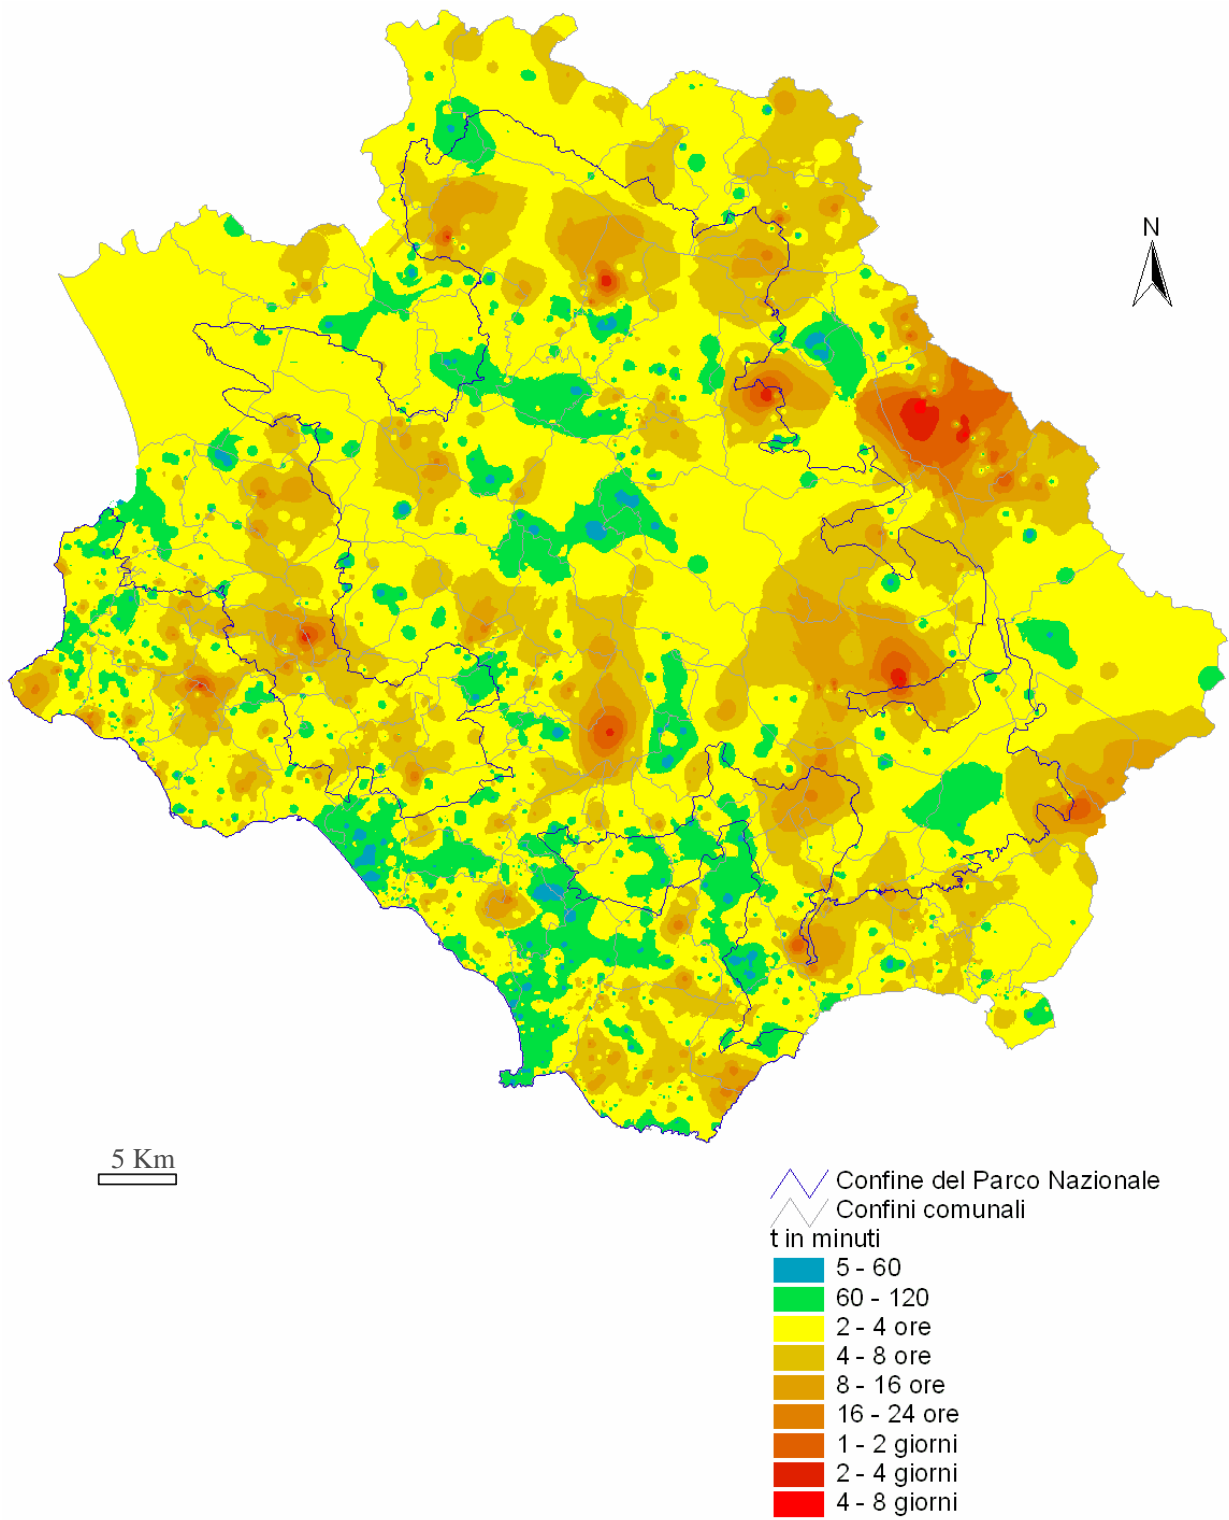 N
5 Km
Confine del Parco Nazionale
Confini comunali
t in minuti
5 - 60
60 - 120
2 - 4 ore
4 - 8 ore
8 - 16 ore
16 - 24 ore
1 - 2 giorni
2 - 4 giorni
4 - 8 giorni